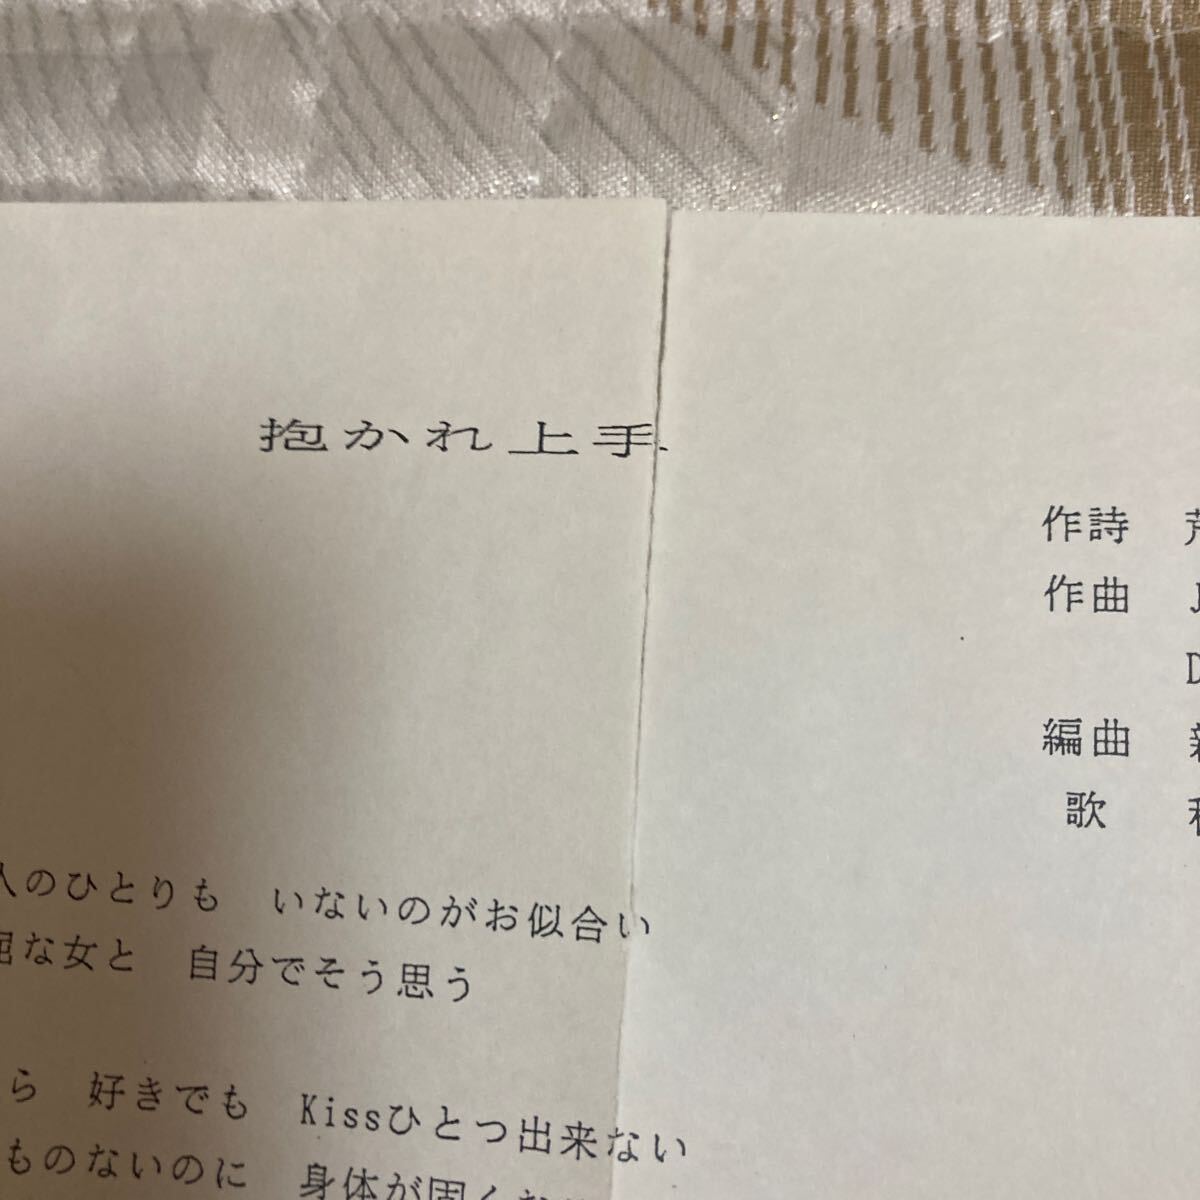 抱かれ上手
作詩
作曲
編曲
歌
人のひとりも　いないのがお似合い
な女と　自分でそう思う
ら　好きでも　Kissひとつ出来ない
ものないのに　身体が固くな